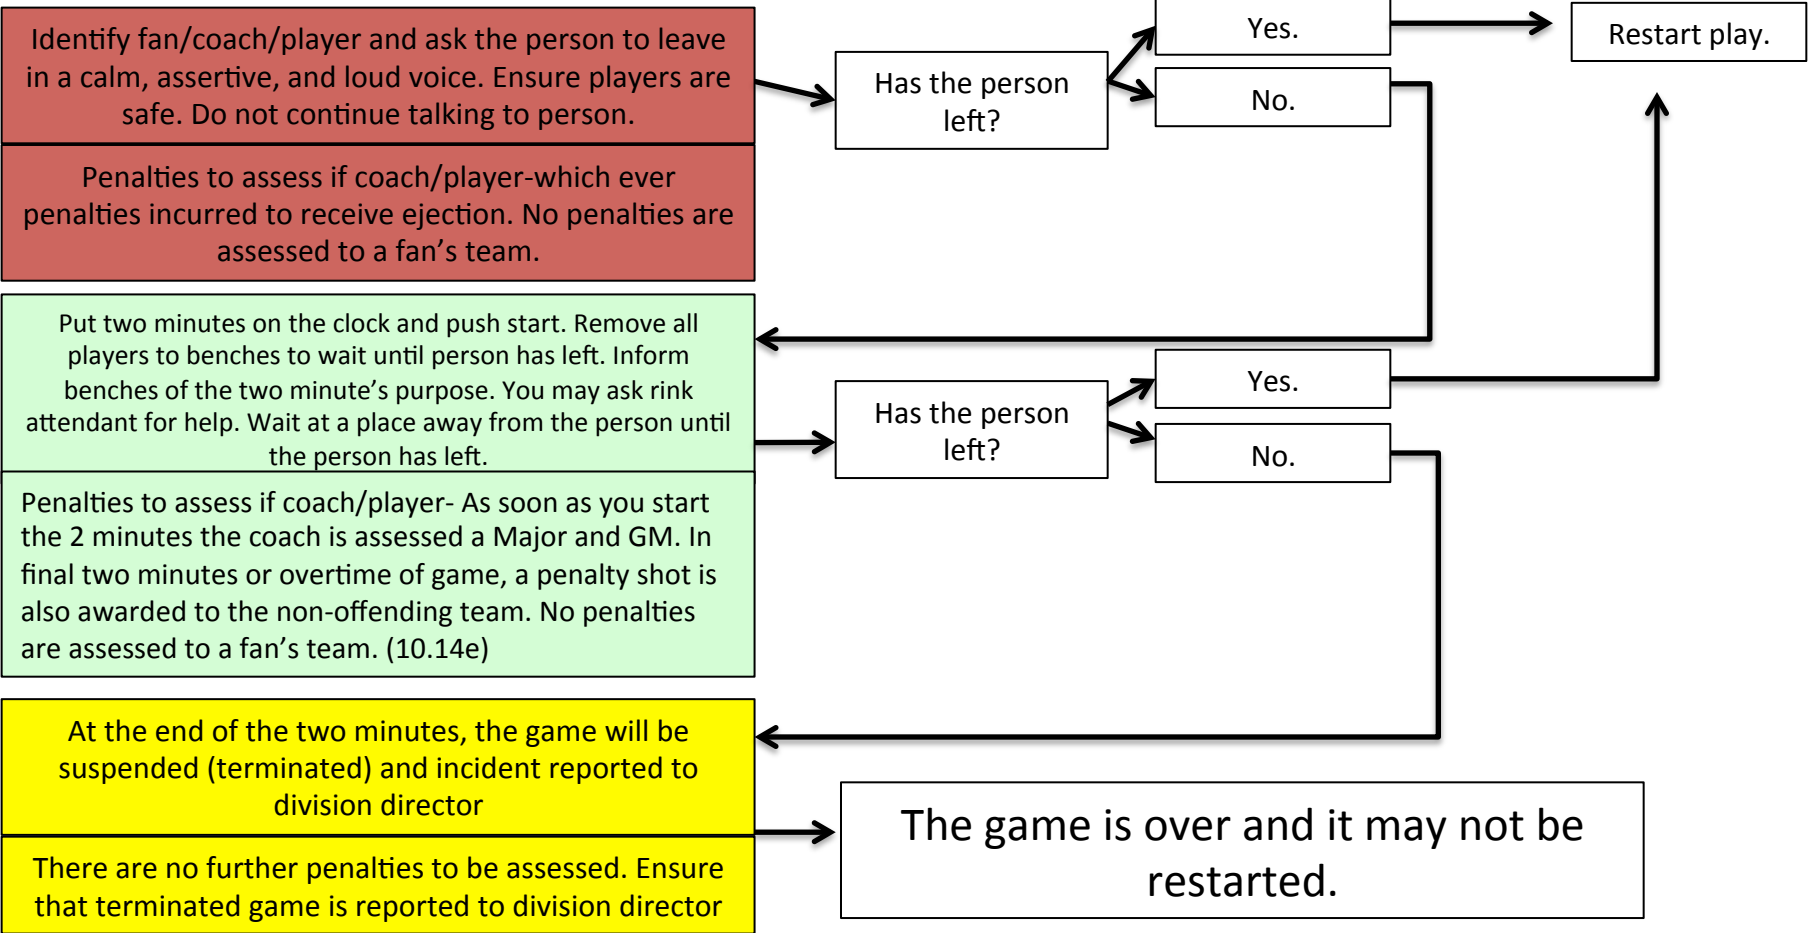 Identify fan/coach/player and ask the person to leave
in a calm, assertive, and loud voice. Ensure players are
safe. Do not continue talking to person.
Has the person
left?
Yes.
No.
Restart play.
Penalties to assess if coach/player-which ever
penalties incurred to receive ejection. No penalties are
assessed to a fan’s team.
Put two minutes on the clock and push start. Remove all
players to benches to wait until person has left. Inform
benches of the two minute’s purpose. You may ask rink
attendant for help. Wait at a place away from the person until
the person has left.
Has the person
left?
Yes.
No.
Penalties to assess if coach/player- As soon as you start
the 2 minutes the coach is assessed a Major and GM. In
final two minutes or overtime of game, a penalty shot is
also awarded to the non-offending team. No penalties
are assessed to a fan’s team. (10.14e)
At the end of the two minutes, the game will be
suspended (terminated) and incident reported to
division director
There are no further penalties to be assessed. Ensure
that terminated game is reported to division director
The game is over and it may not be
restarted.